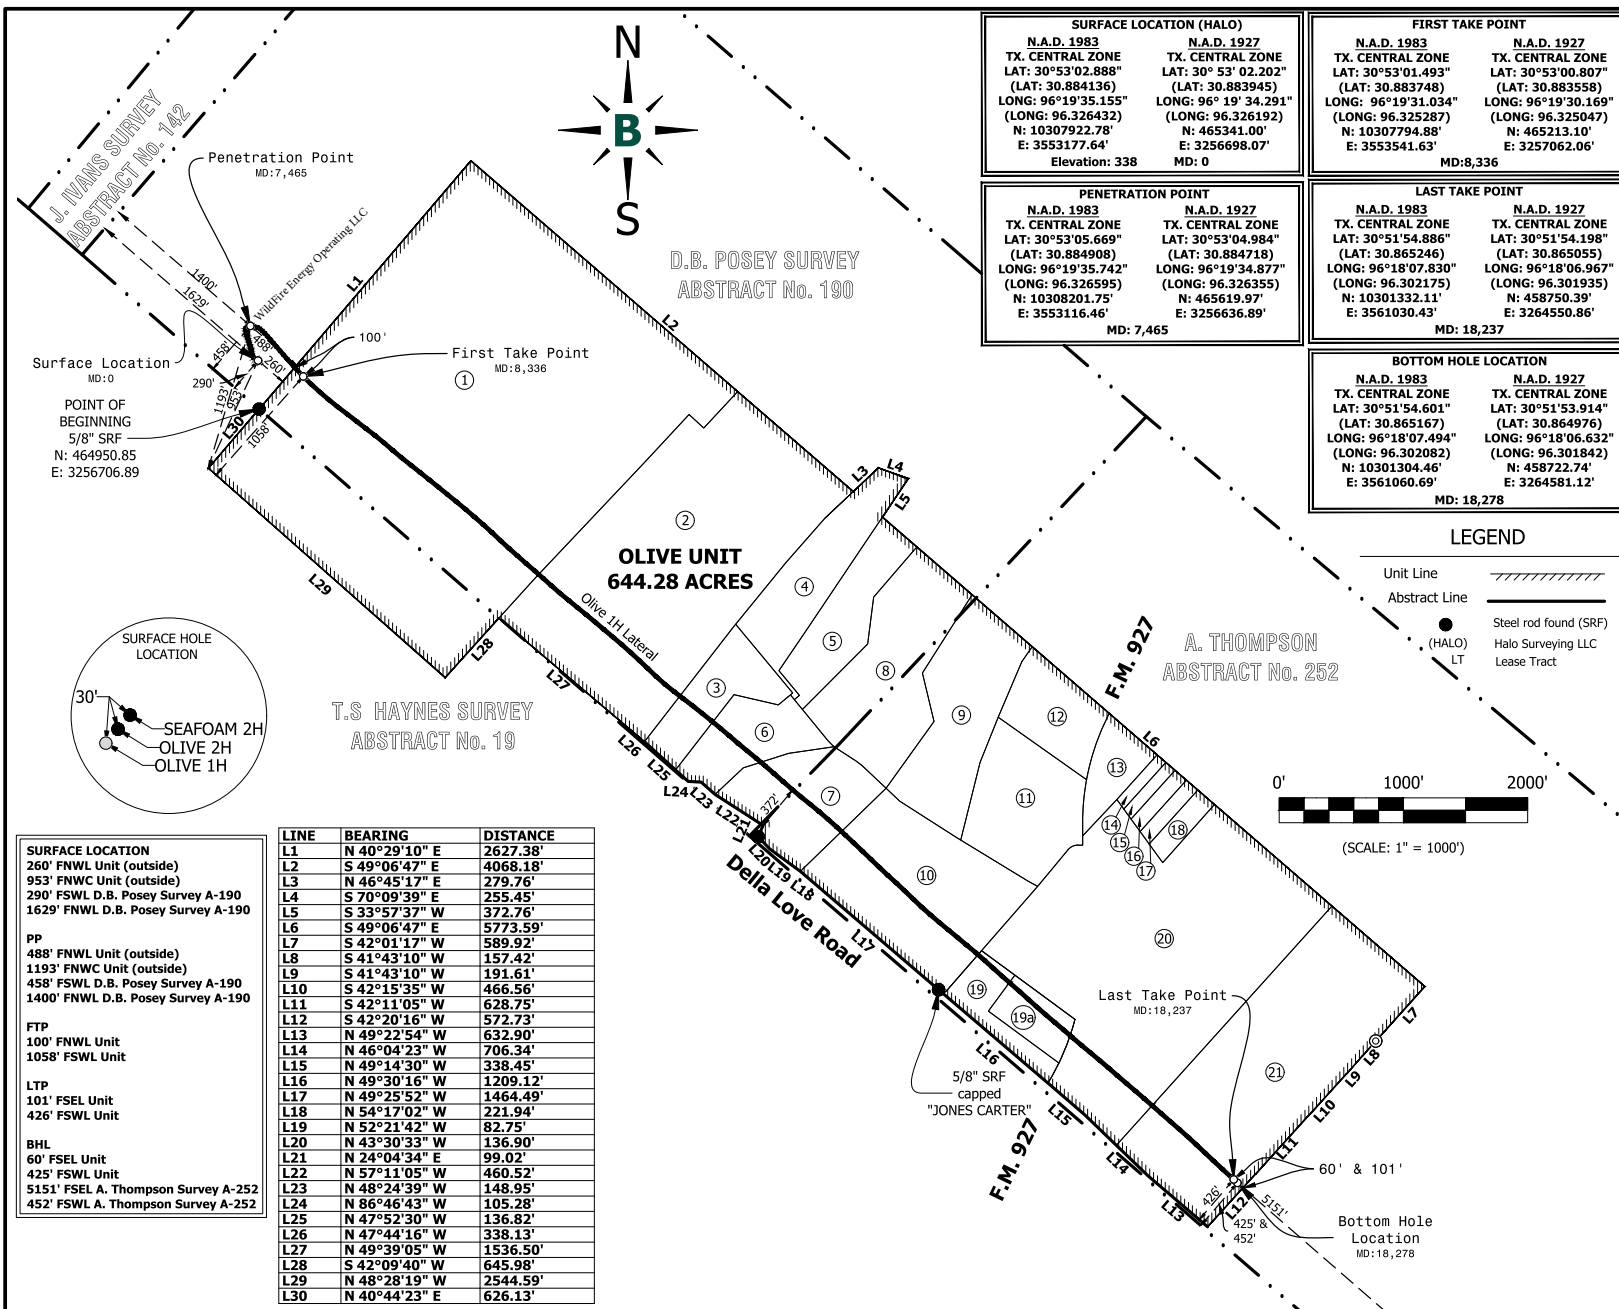 SURFACE LOCATION (HALO)
N.A.D. 1983 N.A.D. 1927
TX. CENTRAL ZONE TX. CENTRAL ZONE
LAT: 30°53'02.888" LAT: 30° 53' 02.202"
(LAT: 30.884136) (LAT: 30.883945)
LONG: 96°19'35.155" LONG: 96° 19' 34.291"
(LONG: 96.326432) (LONG: 96.326192)
N: 10307922.78' N: 465341.00'
E: 3553177.64' E: 3256698.07'
Elevation: 338 MD: 0
FIRST TAKE POINT
N.A.D. 1983 N.A.D. 1927
TX. CENTRAL ZONE TX. CENTRAL ZONE
LAT: 30°53'01.493" LAT: 30°53'00.807"
(LAT: 30.883748) (LAT: 30.883558)
LONG: 96°19'31.034" LONG: 96°19'30.169"
(LONG: 96.325287) (LONG: 96.325047)
N: 10307794.88' N: 465213.10'
E: 3553541.63' E: 3257062.06'
MD:8,336
PENETRATION POINT
N.A.D. 1983 N.A.D. 1927
TX. CENTRAL ZONE TX. CENTRAL ZONE
LAT: 30°53'05.669" LAT: 30°53'04.984"
(LAT: 30.884908) (LAT: 30.884718)
LONG: 96°19'35.742" LONG: 96°19'34.877"
(LONG: 96.326595) (LONG: 96.326355)
N: 10308201.75' N: 465619.97'
E: 3553116.46' E: 3256636.89'
MD: 7,465
LAST TAKE POINT
N.A.D. 1983 N.A.D. 1927
TX. CENTRAL ZONE TX. CENTRAL ZONE
LAT: 30°51'54.886" LAT: 30°51'54.198"
(LAT: 30.865246) (LAT: 30.865055)
LONG: 96°18'07.830" LONG: 96°18'06.967"
(LONG: 96.302175) (LONG: 96.301935)
N: 10301332.11' N: 458750.39'
E: 3561030.43' E: 3264550.86'
MD: 18,237
BOTTOM HOLE LOCATION
N.A.D. 1983 N.A.D. 1927
TX. CENTRAL ZONE TX. CENTRAL ZONE
LAT: 30°51'54.601" LAT: 30°51'53.914"
(LAT: 30.865167) (LAT: 30.864976)
LONG: 96°18'07.494" LONG: 96°18'06.632"
(LONG: 96.302082) (LONG: 96.301842)
N: 10301304.46' N: 458722.74'
E: 3561060.69' E: 3264581.12'
MD: 18,278
LEGEND
Unit Line
Abstract Line
Steel rod found (SRF)
(HALO) Halo Surveying LLC
LT Lease Tract
N
B
S
J. IVANS SURVEY
ABSTRACT No. 142
D.B. POSEY SURVEY
ABSTRACT No. 190
A. THOMPSON
ABSTRACT No. 252
T.S HAYNES SURVEY
ABSTRACT No. 19
Penetration Point
MD:7,465
WildFire Energy Operating LLC
1400'
1629'
458'
488'
260'
290'
1193'
953'
1058'
100'
Surface Location
MD:0
First Take Point
MD:8,336
POINT OF
BEGINNING
5/8" SRF
N: 464950.85
E: 3256706.89
OLIVE UNIT
644.28 ACRES
Olive 1H Lateral
L1
L2
L3
L4
L5
L6
L7
L8
L9
L10
L11
L12
L13
L14
L15
L16
L17
L18
L19
L20
L21
L22
L23
L24
L25
L26
L27
L28
L29
L30
1
2
3
4
5
6
7
8
9
10
11
12
13
14
15
16
17
18
19
19a
20
21
372'
F.M. 927
F.M. 927
Della Love Road
5/8" SRF
capped
"JONES CARTER"
Last Take Point
MD:18,237
60' & 101'
426'
5151'
425' &
452'
Bottom Hole
Location
MD:18,278
0' 1000' 2000'
(SCALE: 1" = 1000')
SURFACE HOLE
LOCATION
30'
SEAFOAM 2H
OLIVE 2H
OLIVE 1H
SURFACE LOCATION
260' FNWL Unit (outside)
953' FNWC Unit (outside)
290' FSWL D.B. Posey Survey A-190
1629' FNWL D.B. Posey Survey A-190
PP
488' FNWL Unit (outside)
1193' FNWC Unit (outside)
458' FSWL D.B. Posey Survey A-190
1400' FNWL D.B. Posey Survey A-190
FTP
100' FNWL Unit
1058' FSWL Unit
LTP
101' FSEL Unit
426' FSWL Unit
BHL
60' FSEL Unit
425' FSWL Unit
5151' FSEL A. Thompson Survey A-252
452' FSWL A. Thompson Survey A-252
LINE BEARING DISTANCE
L1 N 40°29'10" E 2627.38'
L2 S 49°06'47" E 4068.18'
L3 N 46°45'17" E 279.76'
L4 S 70°09'39" E 255.45'
L5 S 33°57'37" W 372.76'
L6 S 49°06'47" E 5773.59'
L7 S 42°01'17" W 589.92'
L8 S 41°43'10" W 157.42'
L9 S 41°43'10" W 191.61'
L10 S 42°15'35" W 466.56'
L11 S 42°11'05" W 628.75'
L12 S 42°20'16" W 572.73'
L13 N 49°22'54" W 632.90'
L14 N 46°04'23" W 706.34'
L15 N 49°14'30" W 338.45'
L16 N 49°30'16" W 1209.12'
L17 N 49°25'52" W 1464.49'
L18 N 54°17'02" W 221.94'
L19 N 52°21'42" W 82.75'
L20 N 43°30'33" W 136.90'
L21 N 24°04'34" E 99.02'
L22 N 57°11'05" W 460.52'
L23 N 48°24'39" W 148.95'
L24 N 86°46'43" W 105.28'
L25 N 47°52'30" W 136.82'
L26 N 47°44'16" W 338.13'
L27 N 49°39'05" W 1536.50'
L28 S 42°09'40" W 645.98'
L29 N 48°28'19" W 2544.59'
L30 N 40°44'23" E 626.13'